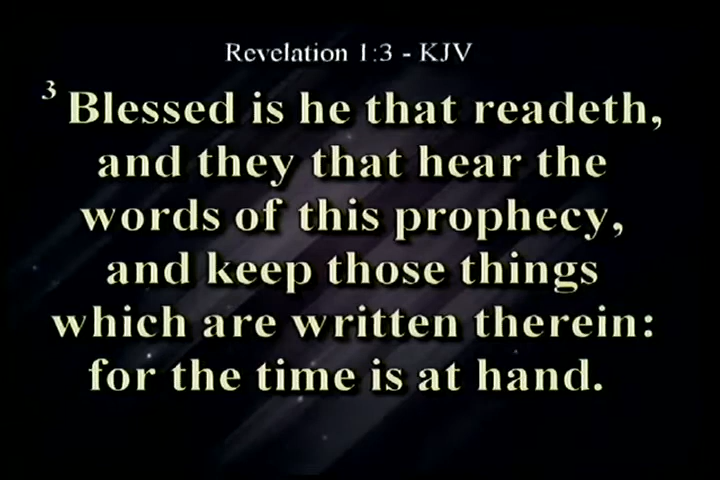 Revelation 1:3 - KJV
3 Blessed is he that readeth,
and they that hear the
words of this prophecy,
and keep those things
which are written therein:
for the time is at hand.